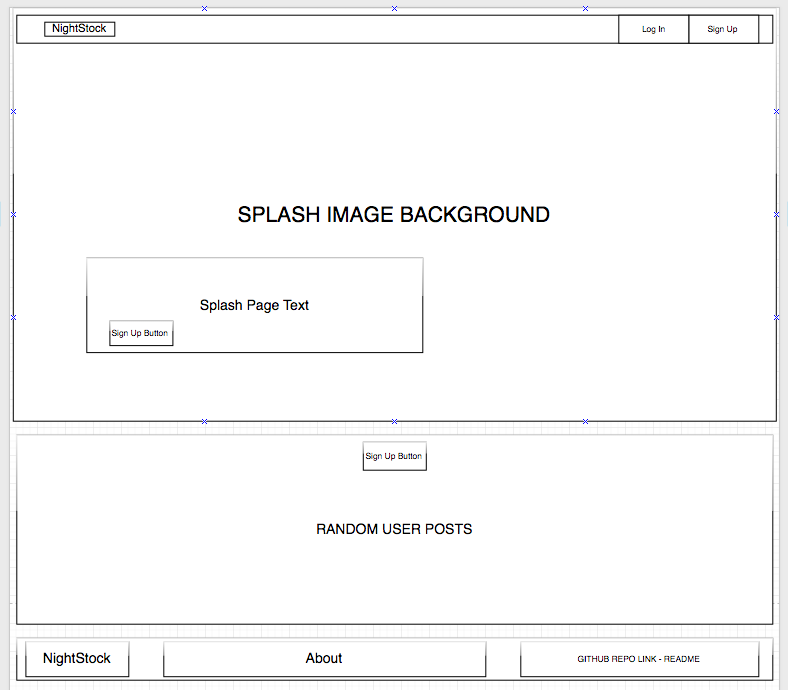 NightStock
Log In
Sign Up
SPLASH IMAGE BACKGROUND
Splash Page Text
Sign Up Button
Sign Up Button
RANDOM USER POSTS
NightStock
About
GITHUB REPO LINK - README